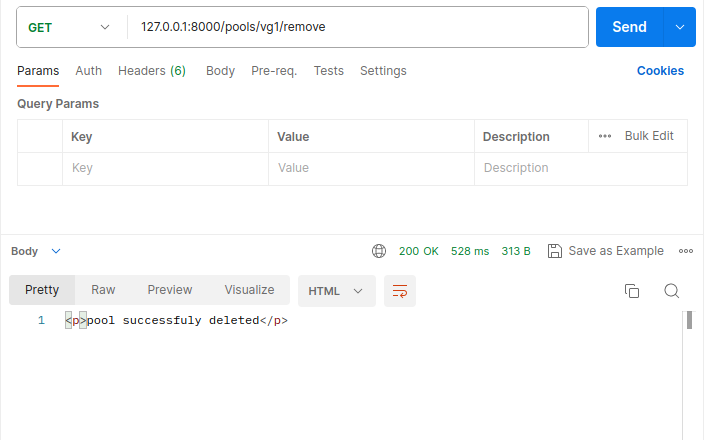 GET 127.0.0.1:8000/pools/vg1/remove Send
Params Auth Headers (6) Body Pre-req. Tests Settings Cookies
Query Params
Key Value Description Bulk Edit
Key Value Description
Body 200 OK 528 ms 313 B Save as Example
Pretty Raw Preview Visualize HTML
1 <p>pool successfuly deleted</p>